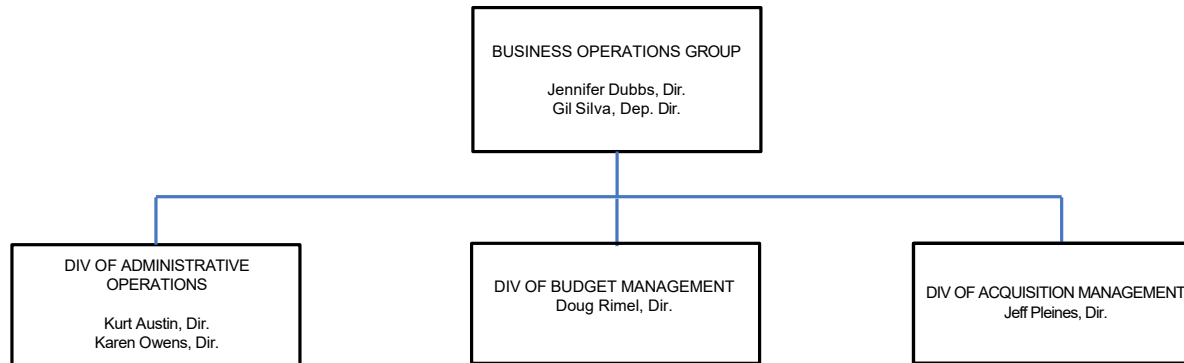 BUSINESS OPERATIONS GROUP
Jennifer Dubbs, Dir.
Gil Silva, Dep. Dir.
DIV OF ADMINISTRATIVE
OPERATIONS
Kurt Austin, Dir.
Karen Owens, Dir.
DIV OF BUDGET MANAGEMENT
Doug Rimel, Dir.
DIV OF ACQUISITION MANAGEMENT
Jeff Pleines, Dir.